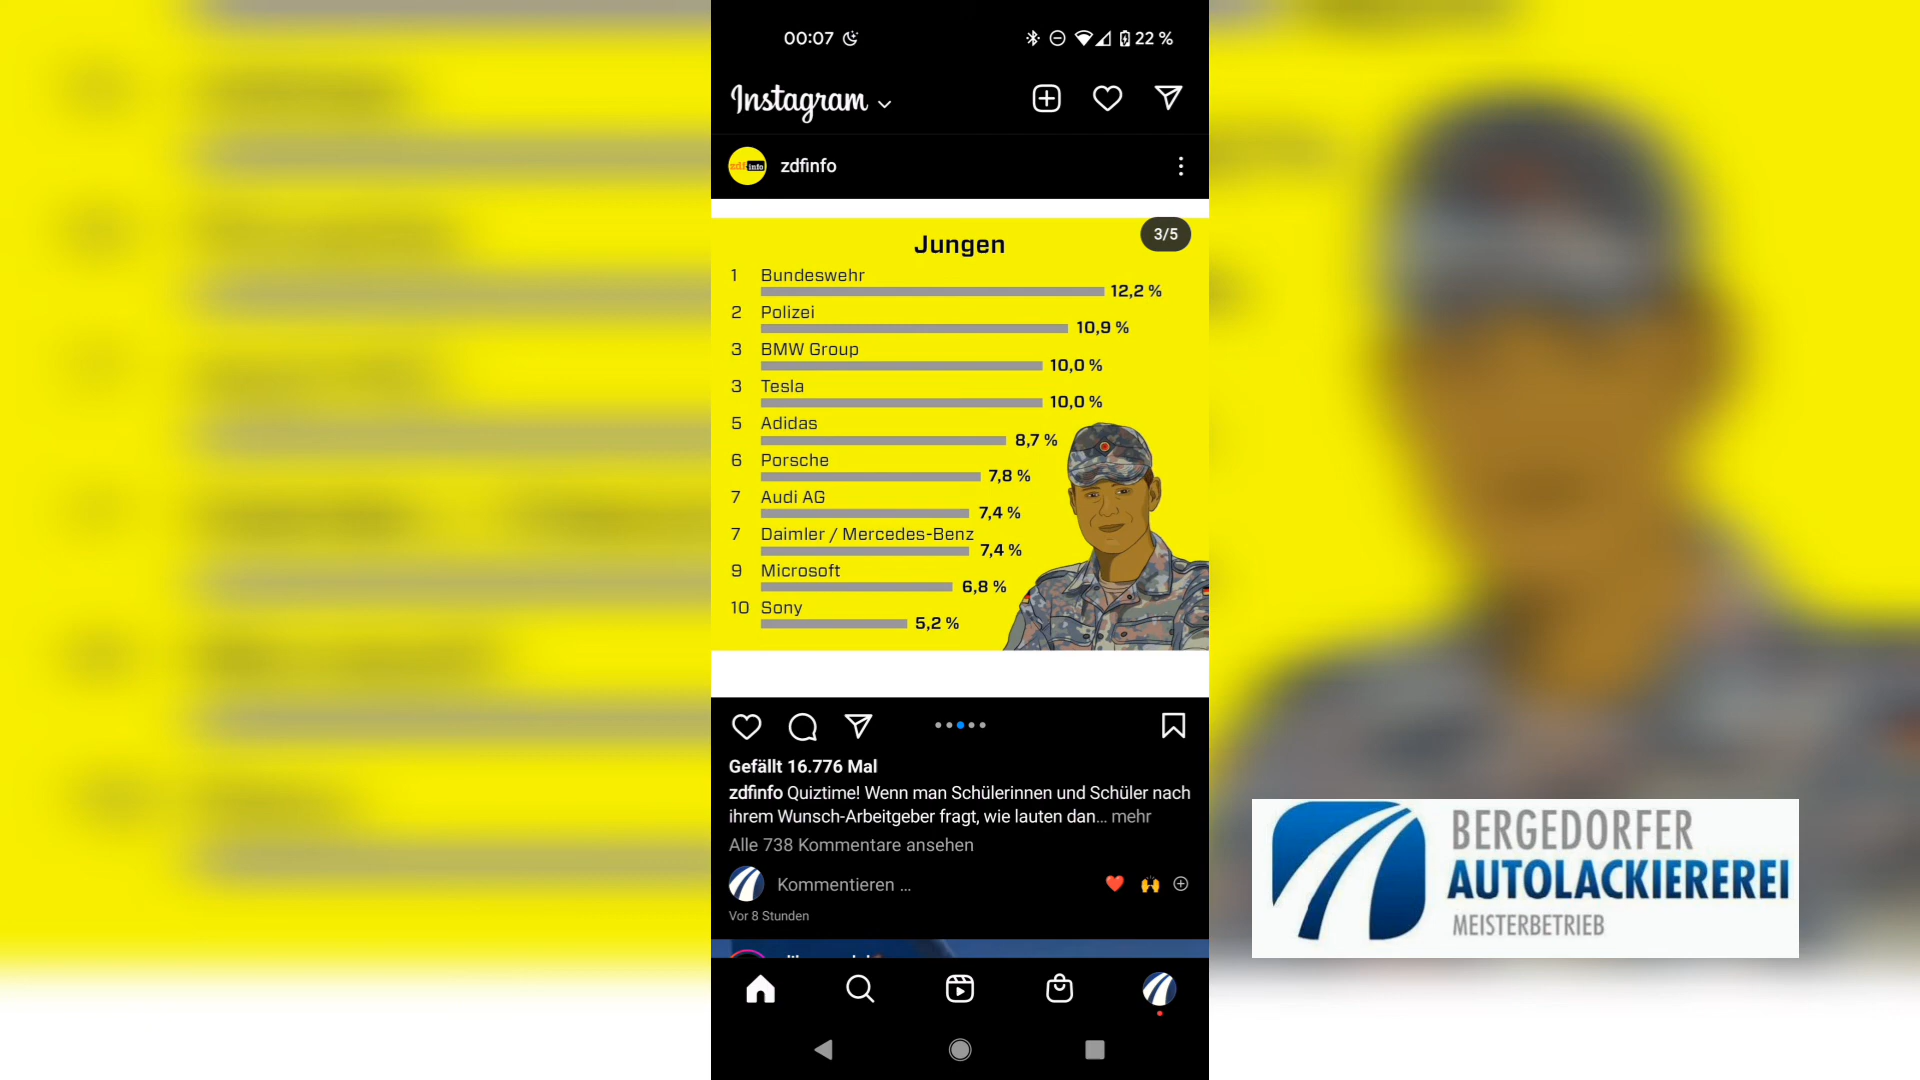 00:07
22 %
Instagram
zdfinfo
zdfinfo
3/5
Jungen
1 Bundeswehr
12,2 %
2 Polizei
10,9 %
3 BMW Group
10,0 %
3 Tesla
10,0 %
5 Adidas
8,7 %
6 Porsche
7,8 %
7 Audi AG
7,4 %
7 Daimler / Mercedes-Benz
7,4 %
9 Microsoft
6,8 %
10 Sony
5,2 %
Gefällt 16.776 Mal
zdfinfo Quiztime! Wenn man Schülerinnen und Schüler nach
ihrem Wunsch-Arbeitgeber fragt, wie lauten dan... mehr
Alle 738 Kommentare ansehen
Kommentieren ...
Vor 8 Stunden
BERGEDORFER
AUTOLACKIEREREI
MEISTERBETRIEB